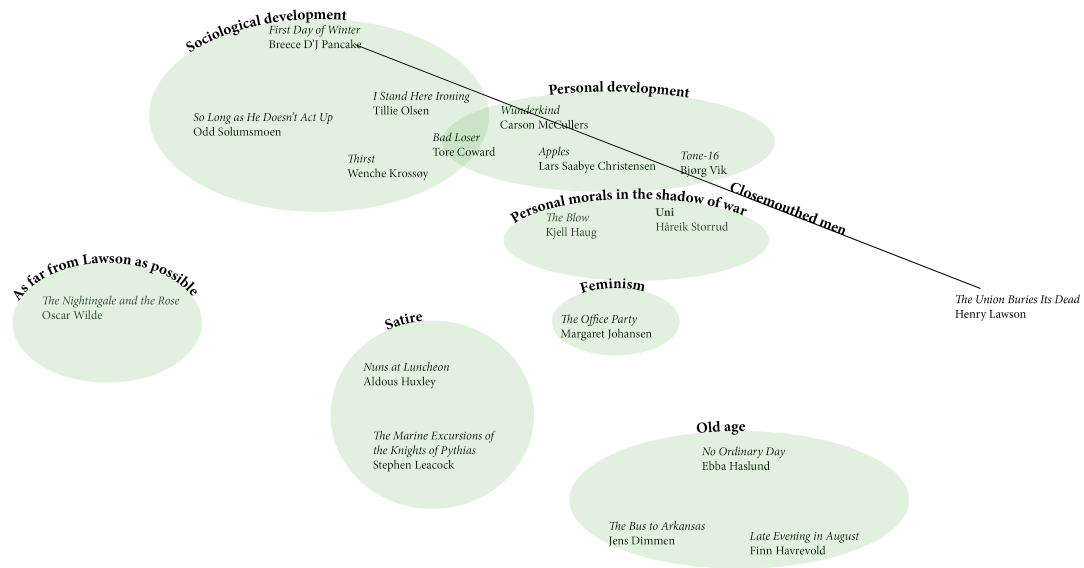 Sociological development
First Day of Winter
Breece D'J Pancake
I Stand Here Ironing
Tillie Olsen
So Long as He Doesn't Act Up
Odd Solumsmoen
Bad Loser
Tore Coward
Thirst
Wenche Krossøy
Personal development
Wunderkind
Carson McCullers
Apples
Lars Saabye Christensen
Tone-16
Bjørg Vik
Closemouthed men
Personal morals in the shadow of war
The Blow
Kjell Haug
Uni
Håreik Storrud
The Union Buries Its Dead
Henry Lawson
As far from Lawson as possible
The Nightingale and the Rose
Oscar Wilde
Feminism
The Office Party
Margaret Johansen
Satire
Nuns at Luncheon
Aldous Huxley
The Marine Excursions of
the Knights of Pythias
Stephen Leacock
Old age
No Ordinary Day
Ebba Haslund
The Bus to Arkansas
Jens Dimmen
Late Evening in August
Finn Havrevold